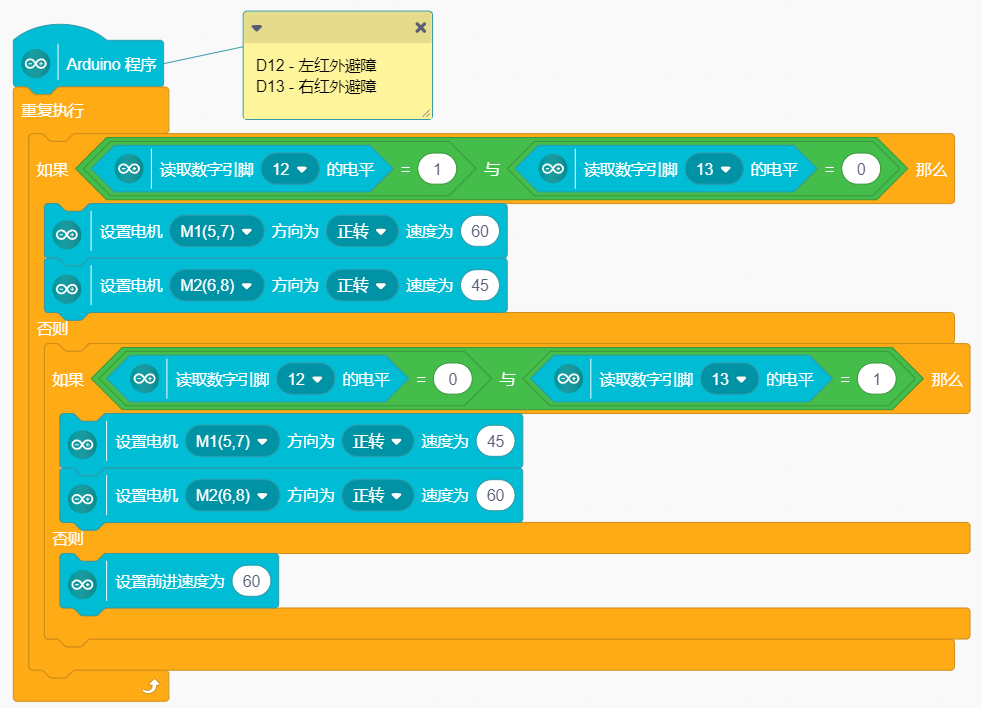 D12 - 左红外避障
D13 - 右红外避障
Arduino 程序
重复执行
如果 读取数字引脚 12 的电平 = 1 与 读取数字引脚 13 的电平 = 0 那么
设置电机 M1(5,7) 方向为 正转 速度为 60
设置电机 M2(6,8) 方向为 正转 速度为 45
否则
如果 读取数字引脚 12 的电平 = 0 与 读取数字引脚 13 的电平 = 1 那么
设置电机 M1(5,7) 方向为 正转 速度为 45
设置电机 M2(6,8) 方向为 正转 速度为 60
否则
设置前进速度为 60